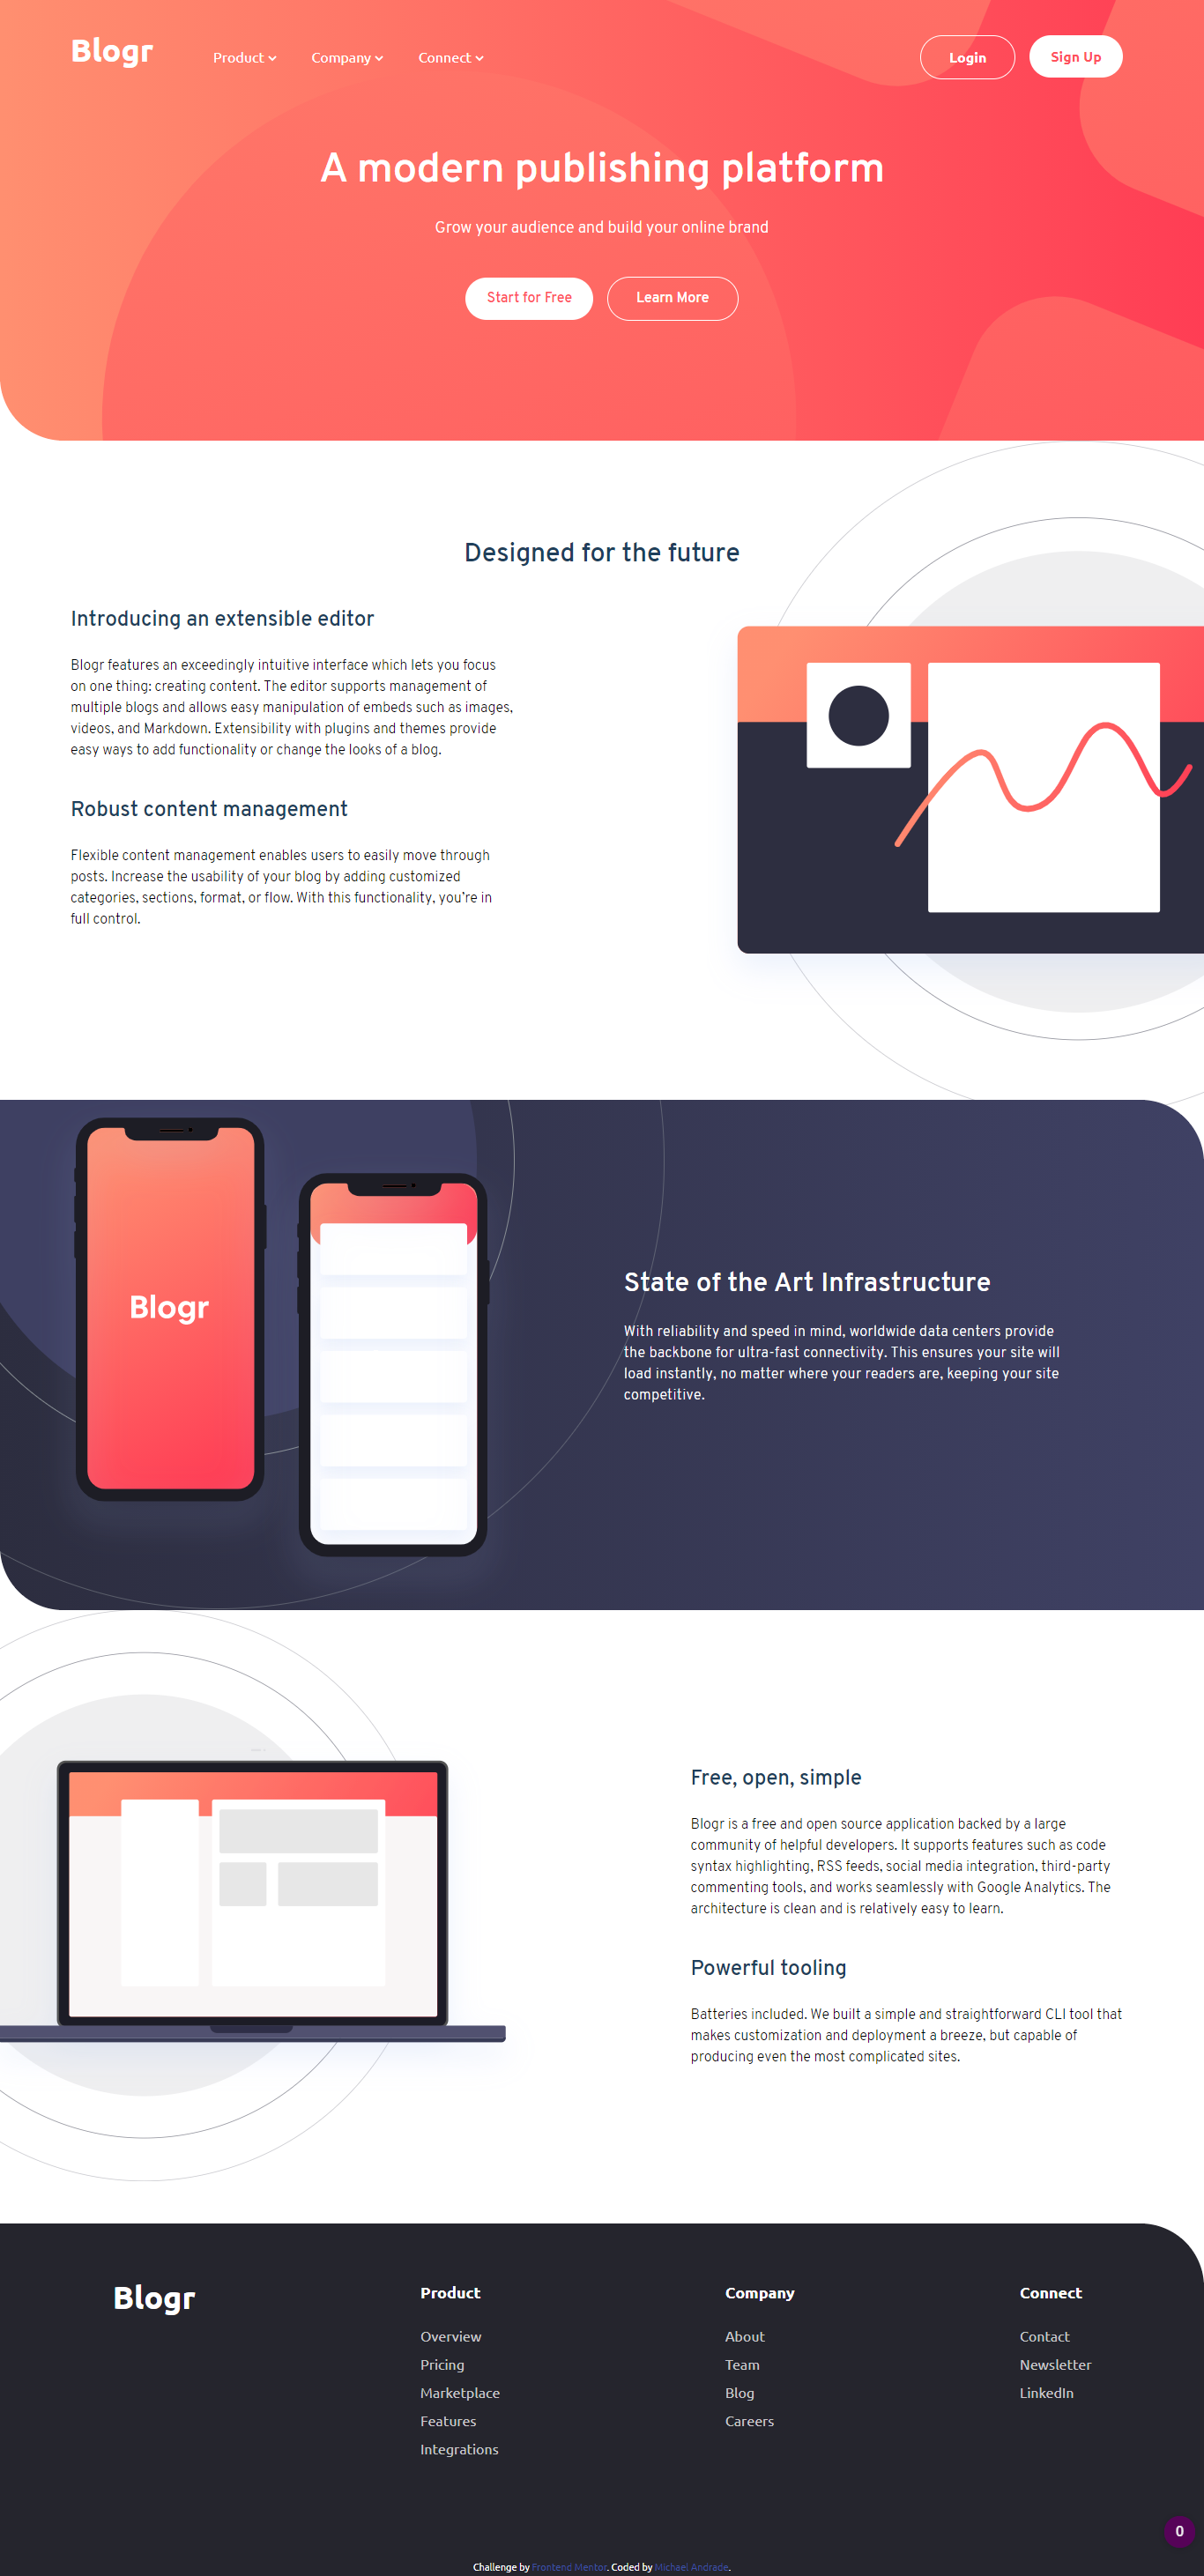 Blogr
Product
Company
Connect
Login
Sign Up
A modern publishing platform
Grow your audience and build your online brand
Start for Free
Learn More
Designed for the future
Introducing an extensible editor
Blogr features an exceedingly intuitive interface which lets you focus
on one thing: creating content. The editor supports management of
multiple blogs and allows easy manipulation of embeds such as images,
videos, and Markdown. Extensibility with plugins and themes provide
easy ways to add functionality or change the looks of a blog.
Robust content management
Flexible content management enables users to easily move through
posts. Increase the usability of your blog by adding customized
categories, sections, format, or flow. With this functionality, you’re in
full control.
Blogr
State of the Art Infrastructure
With reliability and speed in mind, worldwide data centers provide
the backbone for ultra-fast connectivity. This ensures your site will
load instantly, no matter where your readers are, keeping your site
competitive.
Free, open, simple
Blogr is a free and open source application backed by a large
community of helpful developers. It supports features such as code
syntax highlighting, RSS feeds, social media integration, third-party
commenting tools, and works seamlessly with Google Analytics. The
architecture is clean and is relatively easy to learn.
Powerful tooling
Batteries included. We built a simple and straightforward CLI tool that
makes customization and deployment a breeze, but capable of
producing even the most complicated sites.
Blogr
Product
Overview
Pricing
Marketplace
Features
Integrations
Company
About
Team
Blog
Careers
Connect
Contact
Newsletter
LinkedIn
0
Challenge by Frontend Mentor. Coded by Michael Andrade.